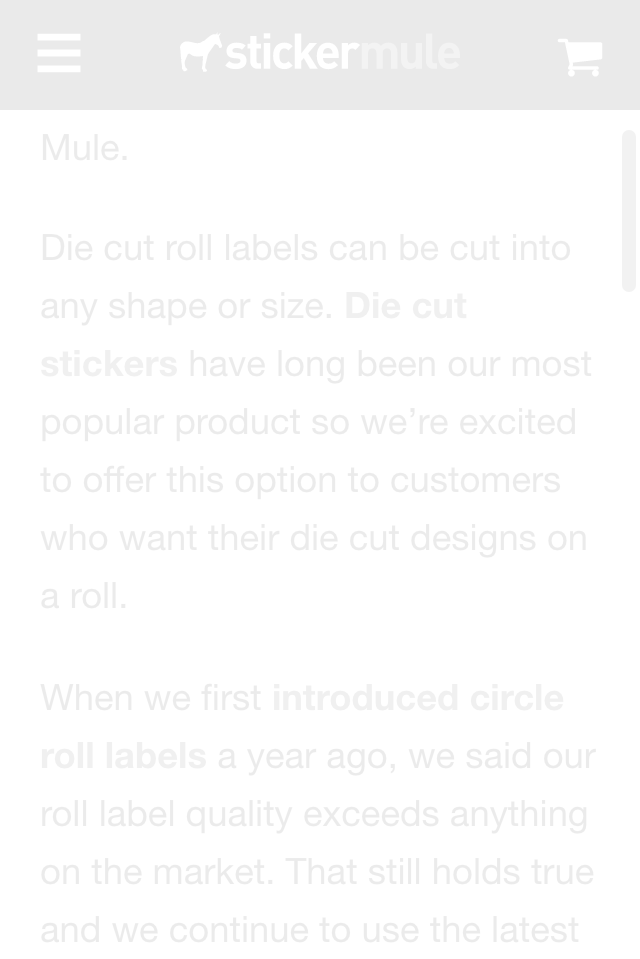 stickermule
Mule.
Die cut roll labels can be cut into
any shape or size. Die cut
stickers have long been our most
popular product so we’re excited
to offer this option to customers
who want their die cut designs on
a roll.
When we first introduced circle
roll labels a year ago, we said our
roll label quality exceeds anything
on the market. That still holds true
and we continue to use the latest